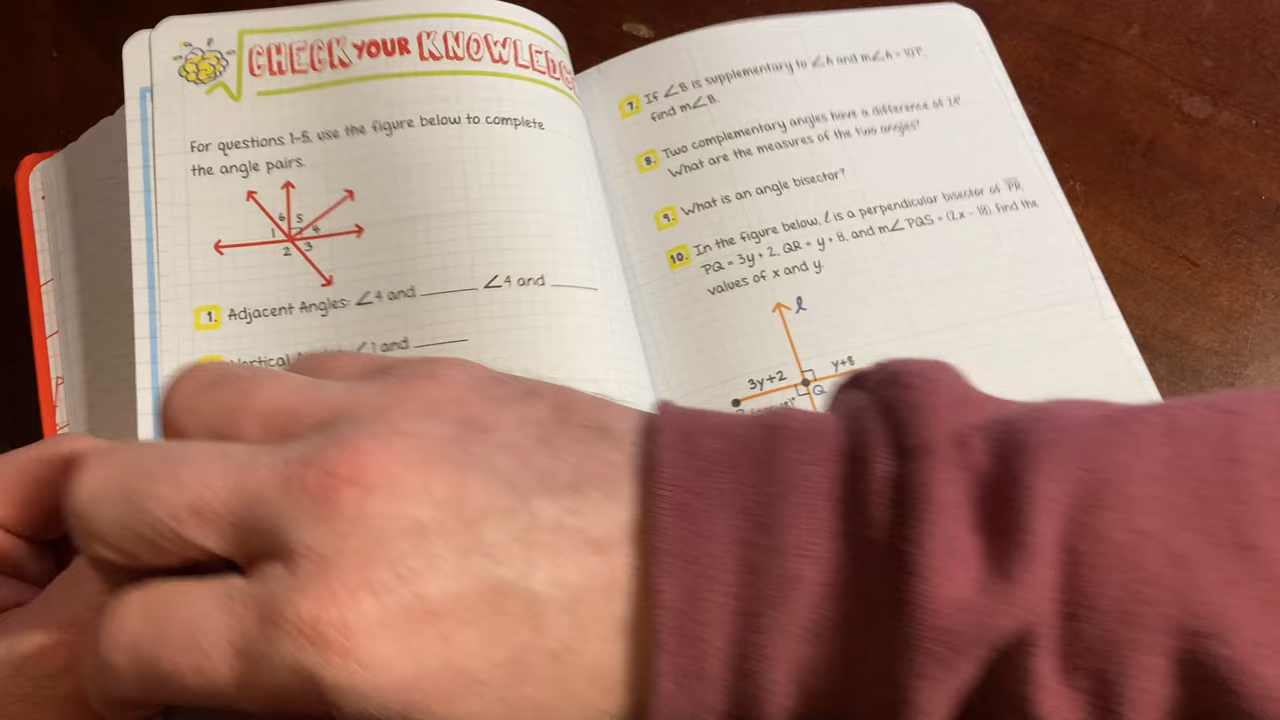 CHECK YOUR KNOWLEDG
For questions 1-5, use the figure below to complete
the angle pairs.
6 5
1 4
2 3
1. Adjacent Angles: ∠4 and ______ ∠4 and ______
Vertical ∠1 and ______
7. If ∠B is supplementary to ∠A and m∠A = 107°,
find m∠B.
8. Two complementary angles have a difference of 24°.
What are the measures of the two angles?
9. What is an angle bisector?
10. In the figure below, ℓ is a perpendicular bisector of PR,
PQ = 3y + 2, QR = y + 8, and m∠PQS = (2x - 18). Find the
values of x and y.
ℓ
3y+2 y+8
Q